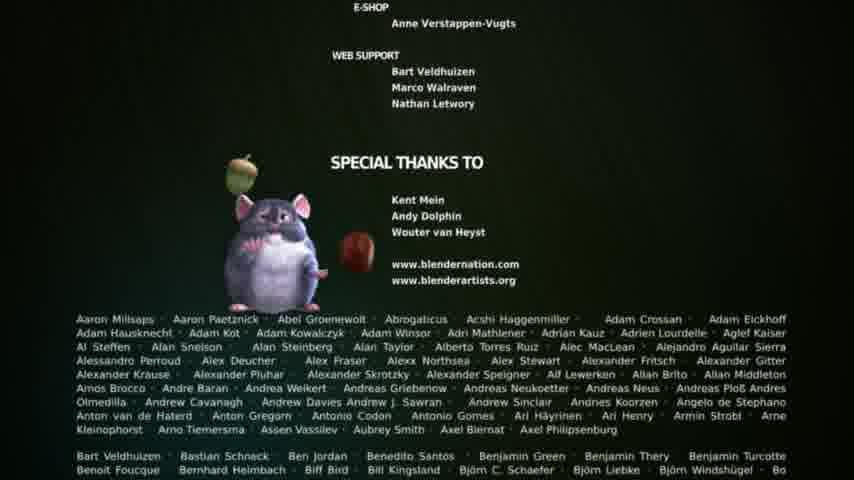 E-SHOP
Anne Verstappen-Vugts
WEB SUPPORT
Bart Veldhuizen
Marco Walraven
Nathan Letwory
SPECIAL THANKS TO
Kent Mein
Andy Dolphin
Wouter van Heyst
www.blendernation.com
www.blenderartists.org
Aaron Millsaps · Aaron Paetznick · Abel Groenewolt · Abrogaticus · Acshi Haggenmiller · Adam Crossan · Adam Eickhoff
Adam Hausknecht · Adam Kot · Adam Kowalczyk · Adam Winsor · Adri Mathlener · Adrian Kauz · Adrien Lourdelle · Aglef Kaiser
Al Steffen · Alan Snelson · Alan Steinberg · Alan Taylor · Alberto Torres Ruiz · Alec MacLean · Alejandro Aguilar Sierra
Alessandro Perroud · Alex Deucher · Alex Fraser · Alexx Northsea · Alex Stewart · Alexander Fritsch · Alexander Gitter
Alexander Krause · Alexander Pluhar · Alexander Skrotzky · Alexander Speigner · Alf Lewerken · Allan Brito · Allan Middleton
Amos Brocco · Andre Baran · Andrea Weikert · Andreas Griebenow · Andreas Neukoetter · Andreas Neus · Andreas Ploß Andres
Olmedilla · Andrew Cavanagh · Andrew Davies Andrew J. Sawran · Andrew Sinclair · Andries Koorzen · Angelo de Stephano
Anton van de Haterd · Anton Gregorn · Antonio Codon · Antonio Gomes · Ari Häyrinen · Ari Henry · Armin Strobl · Arne
Kleinophorst · Arno Tiemersma · Assen Vassilev · Aubrey Smith · Axel Biernat · Axel Philipsenburg
Bart Veldhuizen · Bastian Schnack · Ben Jordan · Benedito Santos · Benjamin Green · Benjamin Thery · Benjamin Turcotte
Benoit Foucque · Bernhard Heimbach · Biff Bird · Bill Kingsland · Björn C. Schaefer · Björn Liebke · Björn Windshügel · Bo